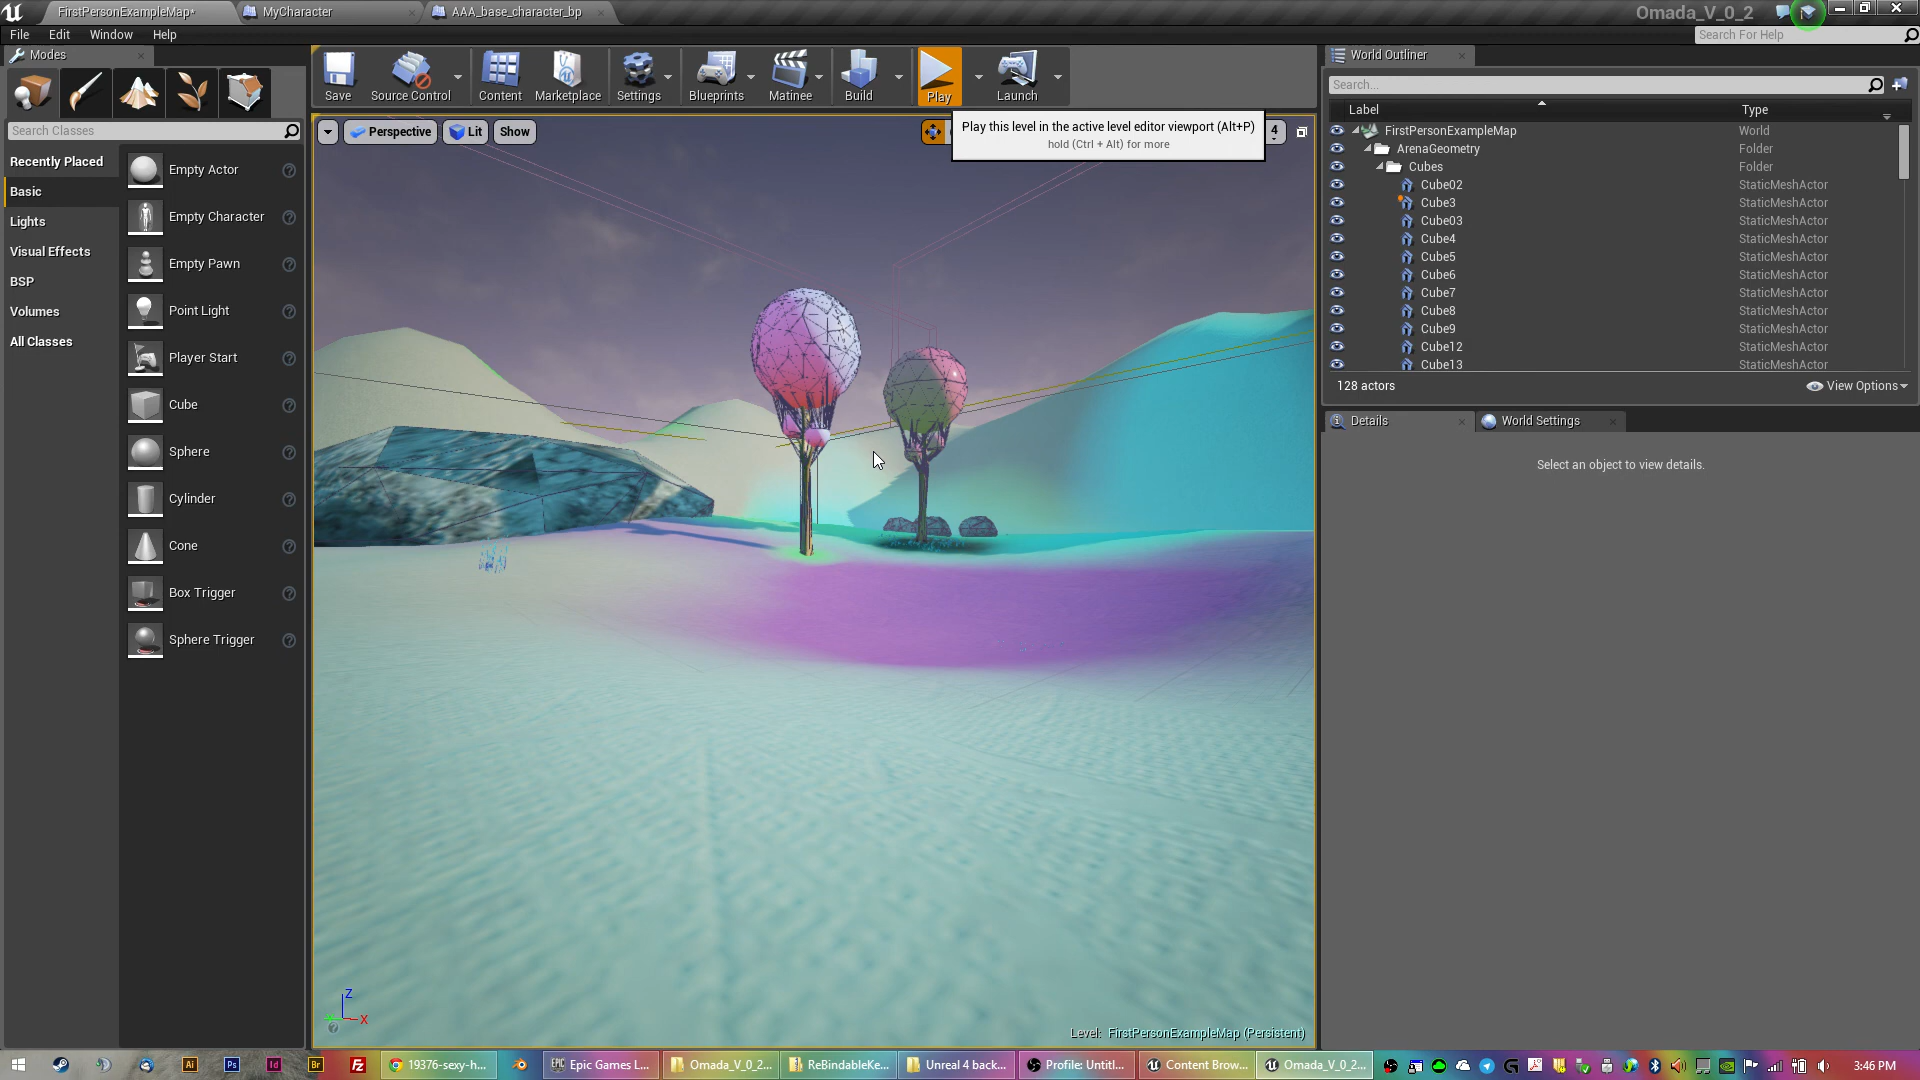 FirstPersonExampleMap*
MyCharacter
AAA_base_character_bp
Omada_V_0_2
File
Edit
Window
Help
Search For Help
Modes
Search Classes
Recently Placed
Basic
Lights
Visual Effects
BSP
Volumes
All Classes
Empty Actor
Empty Character
Empty Pawn
Point Light
Player Start
Cube
Sphere
Cylinder
Cone
Box Trigger
Sphere Trigger
Save
Source Control
Content
Marketplace
Settings
Blueprints
Matinee
Build
Play
Launch
Perspective
Lit
Show
Play this level in the active level editor viewport (Alt+P)
hold (Ctrl + Alt) for more
4
Z
X
Level: FirstPersonExampleMap (Persistent)
World Outliner
Search...
Label Type
FirstPersonExampleMap World
ArenaGeometry Folder
Cubes Folder
Cube02 StaticMeshActor
Cube3 StaticMeshActor
Cube03 StaticMeshActor
Cube4 StaticMeshActor
Cube5 StaticMeshActor
Cube6 StaticMeshActor
Cube7 StaticMeshActor
Cube8 StaticMeshActor
Cube9 StaticMeshActor
Cube12 StaticMeshActor
Cube13 StaticMeshActor
128 actors
View Options
Details
World Settings
Select an object to view details.
Ai
Ps
Id
Br
Fz
19376-sexy-h...
EPIC
Epic Games L...
Omada_V_0_2...
ReBindableKe...
Unreal 4 back...
Profile: Untitl...
Content Brow...
Omada_V_0_2...
3:46 PM